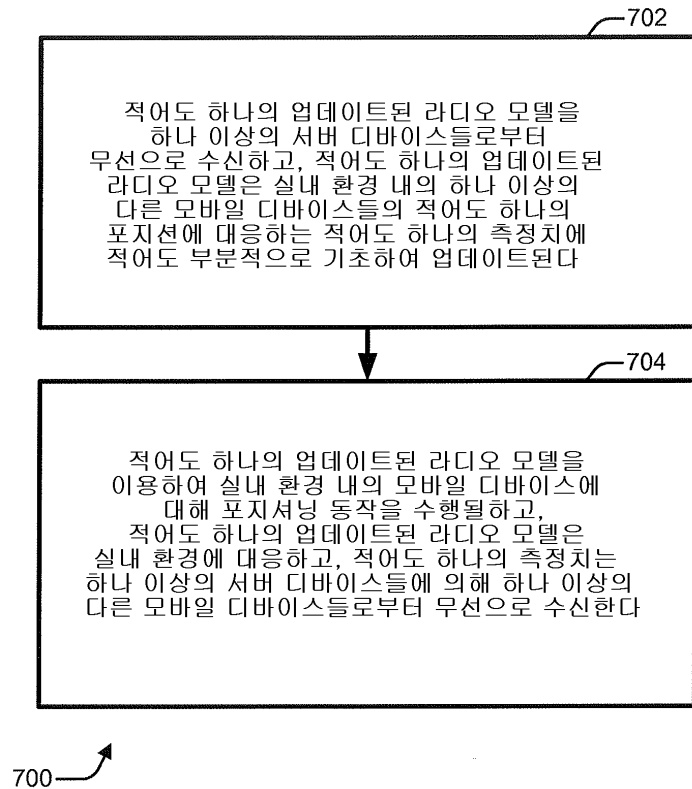 702
적어도 하나의 업데이트된 라디오 모델을
하나 이상의 서버 디바이스들로부터
무선으로 수신하고, 적어도 하나의 업데이트된
라디오 모델은 실내 환경 내의 하나 이상의
다른 모바일 디바이스들의 적어도 하나의
포지션에 대응하는 적어도 하나의 측정치에
적어도 부분적으로 기초하여 업데이트된다
704
적어도 하나의 업데이트된 라디오 모델을
이용하여 실내 환경 내의 모바일 디바이스에
대해 포지셔닝 동작을 수행될하고,
적어도 하나의 업데이트된 라디오 모델은
실내 환경에 대응하고, 적어도 하나의 측정치는
하나 이상의 서버 디바이스들에 의해 하나 이상의
다른 모바일 디바이스들로부터 무선으로 수신한다
700